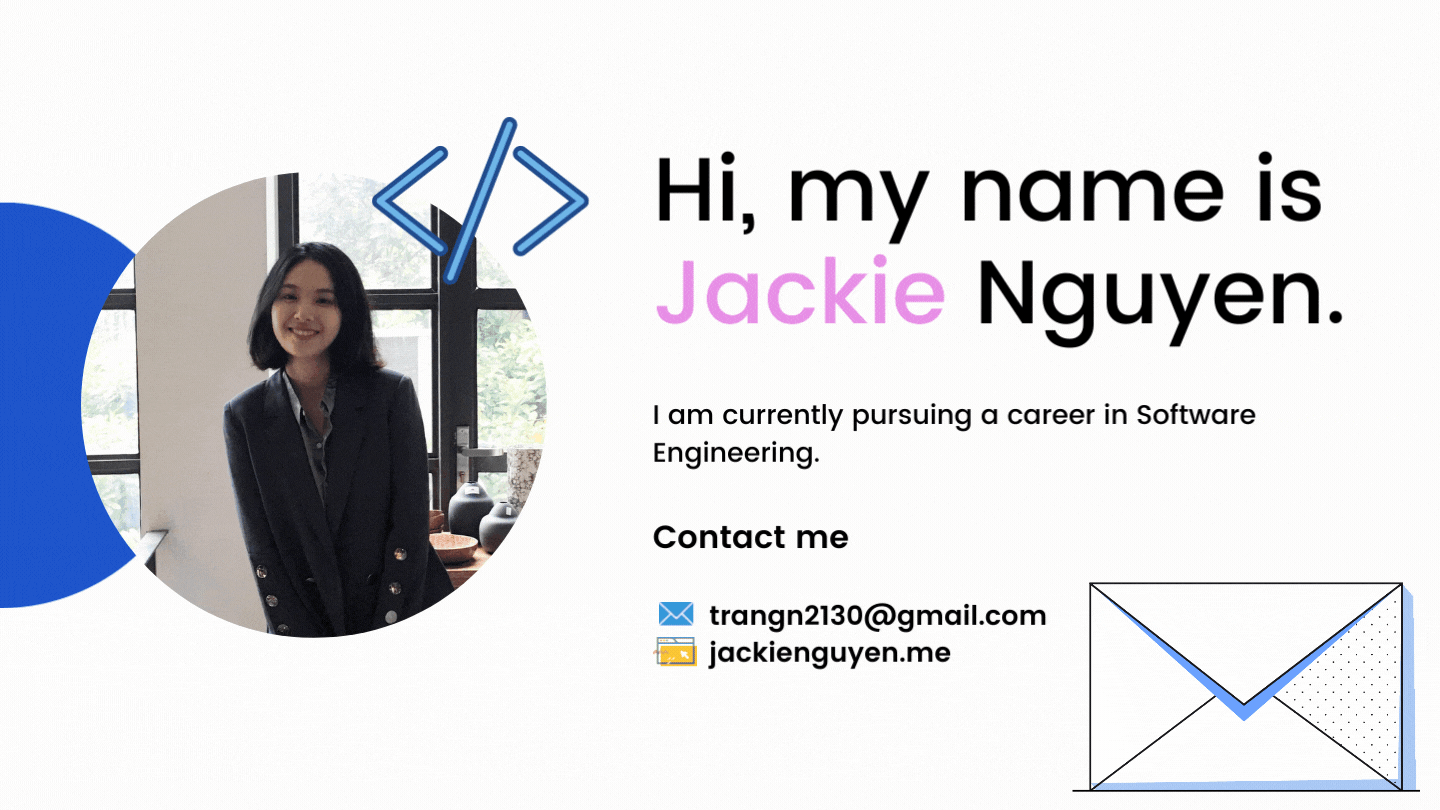 Hi, my name is
Jackie Nguyen.
I am currently pursuing a career in Software
Engineering.
Contact me
trangn2130@gmail.com
jackienguyen.me